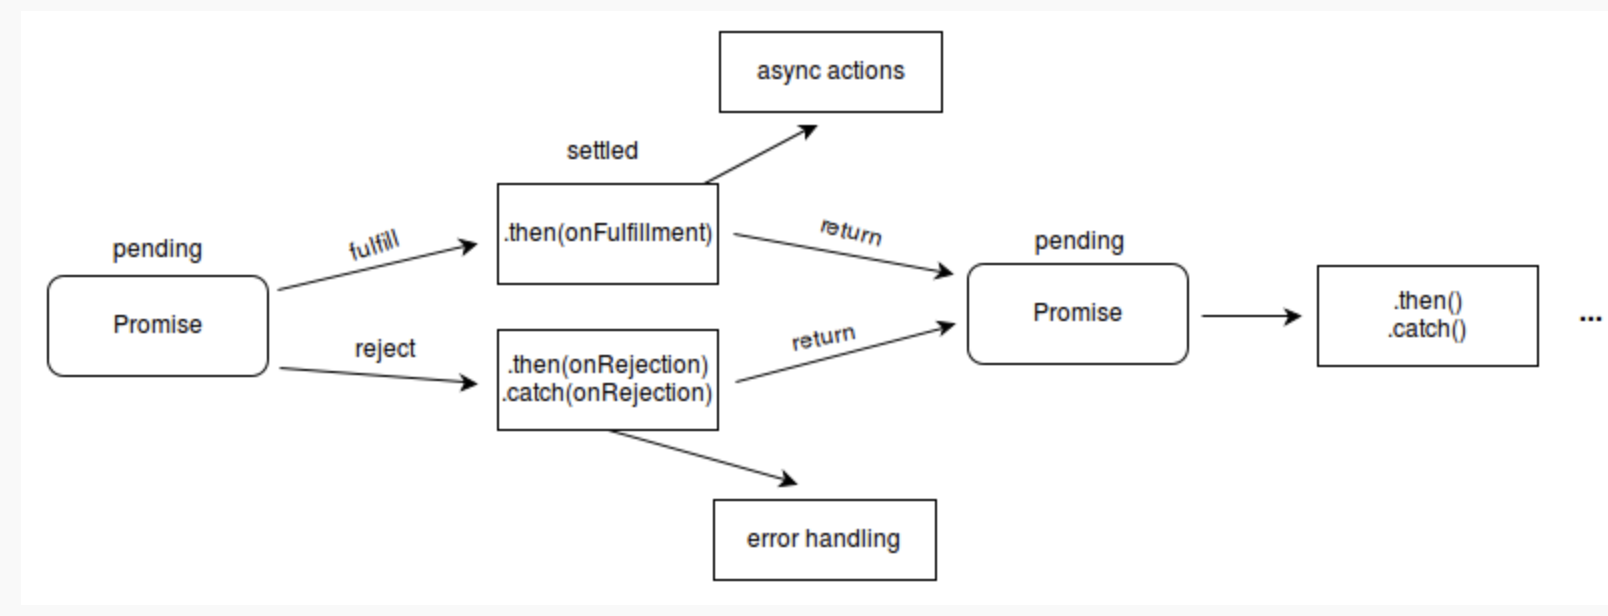 async actions
settled
.then(onFulfillment)
fulfill
return
pending
Promise
pending
Promise
.then()
.catch()
...
reject
.then(onRejection)
.catch(onRejection)
return
error handling